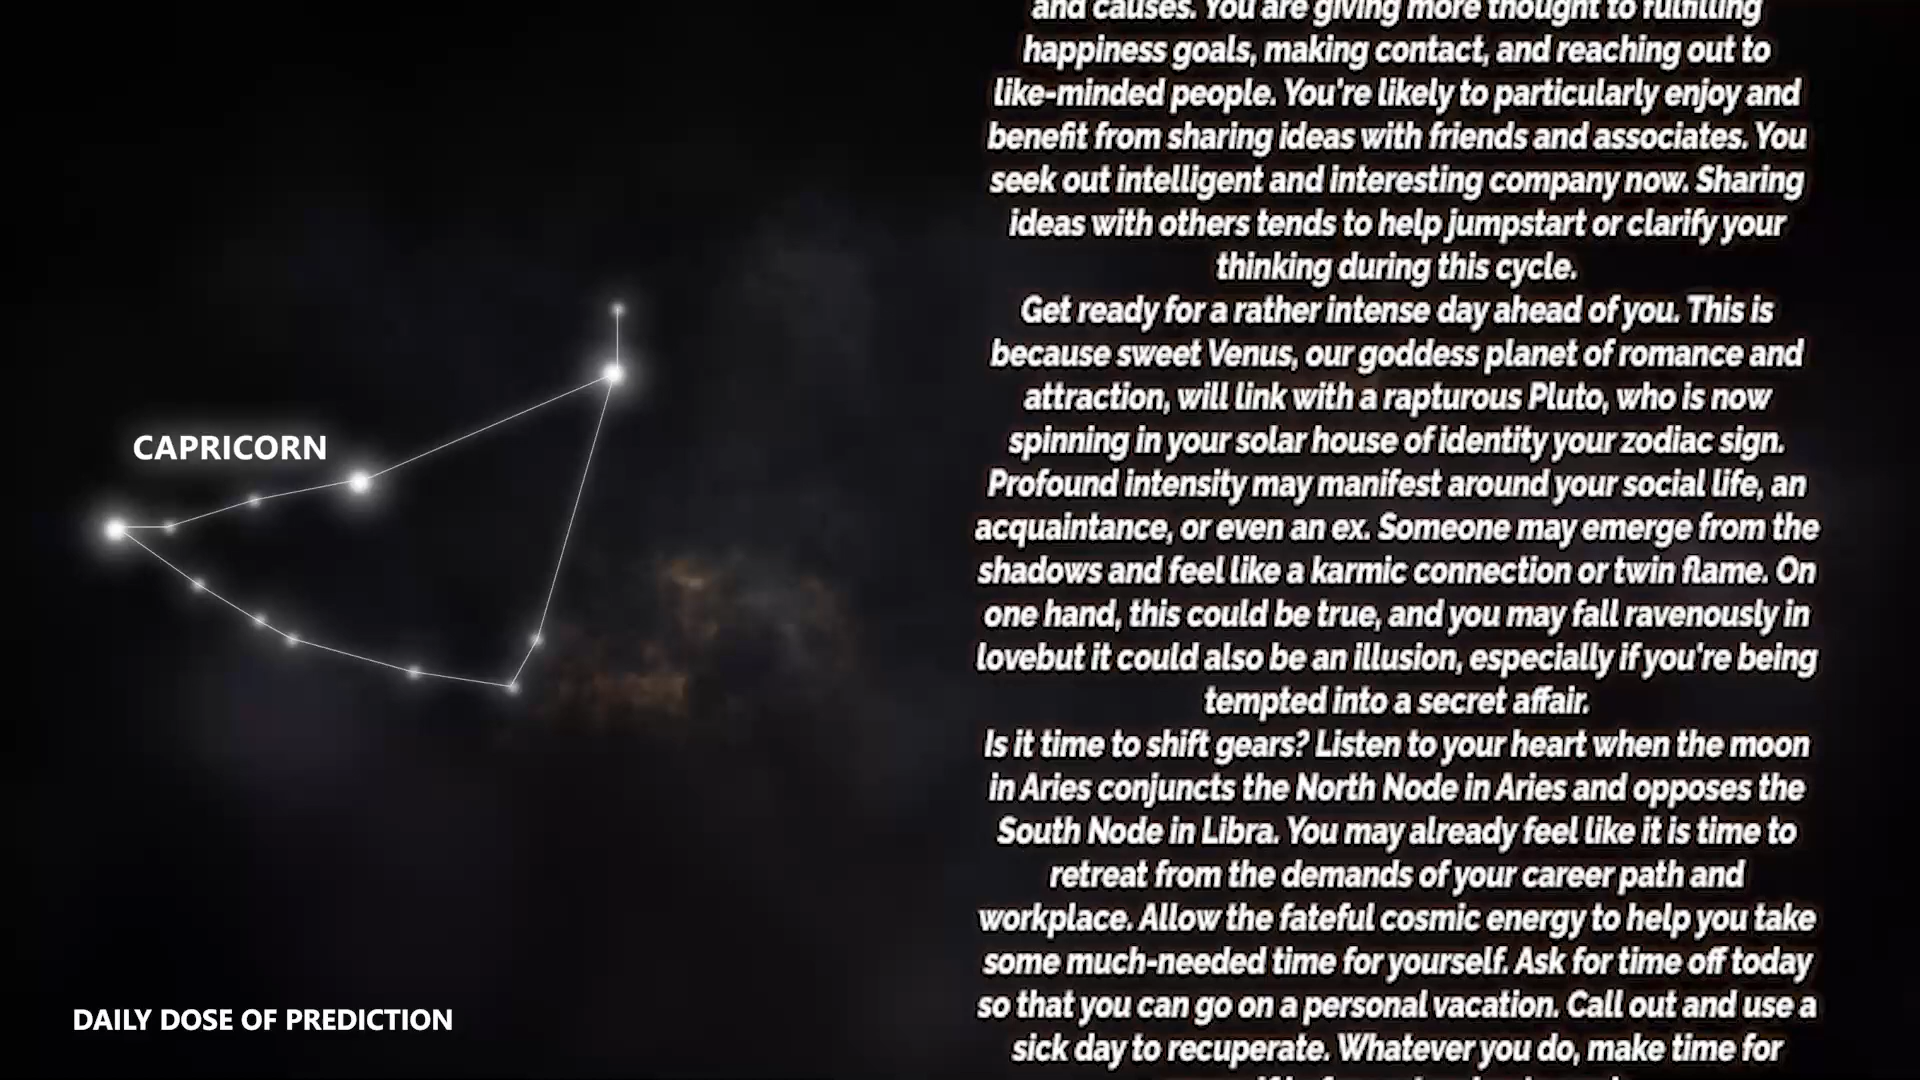 and causes. You are giving more thought to fulfilling
happiness goals, making contact, and reaching out to
like-minded people. You're likely to particularly enjoy and
benefit from sharing ideas with friends and associates. You
seek out intelligent and interesting company now. Sharing
ideas with others tends to help jumpstart or clarify your
thinking during this cycle.
Get ready for a rather intense day ahead of you. This is
because sweet Venus, our goddess planet of romance and
attraction, will link with a rapturous Pluto, who is now
spinning in your solar house of identity your zodiac sign.
Profound intensity may manifest around your social life, an
acquaintance, or even an ex. Someone may emerge from the
shadows and feel like a karmic connection or twin flame. On
one hand, this could be true, and you may fall ravenously in
lovebut it could also be an illusion, especially if you're being
tempted into a secret affair.
Is it time to shift gears? Listen to your heart when the moon
in Aries conjuncts the North Node in Aries and opposes the
South Node in Libra. You may already feel like it is time to
retreat from the demands of your career path and
workplace. Allow the fateful cosmic energy to help you take
some much-needed time for yourself. Ask for time off today
so that you can go on a personal vacation. Call out and use a
sick day to recuperate. Whatever you do, make time for
CAPRICORN
DAILY DOSE OF PREDICTION